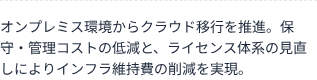 オンプレミス環境からクラウド移行を推進。保
守・管理コストの低減と、ライセンス体系の見直
しによりインフラ維持費の削減を実現。